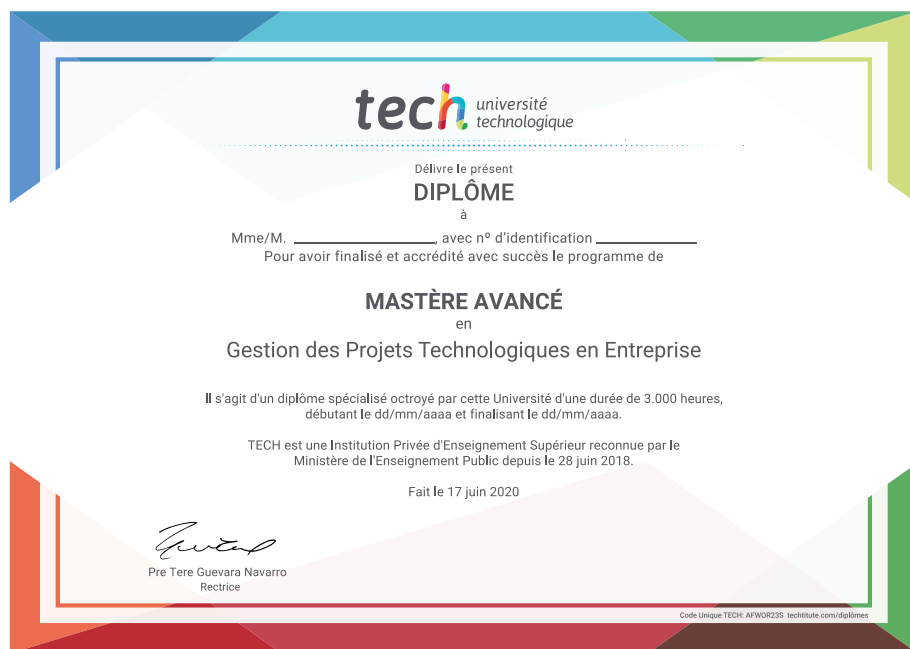 tech université
technologique
Délivre le présent
DIPLÔME
à
Mme/M. , avec nº d'identification
Pour avoir finalisé et accrédité avec succès le programme de
MASTÈRE AVANCÉ
en
Gestion des Projets Technologiques en Entreprise
Il s'agit d'un diplôme spécialisé octroyé par cette Université d'une durée de 3.000 heures,
débutant le dd/mm/aaaa et finalisant le dd/mm/aaaa.
TECH est une Institution Privée d'Enseignement Supérieur reconnue par le
Ministère de l'Enseignement Public depuis le 28 juin 2018.
Fait le 17 juin 2020
Pre Tere Guevara Navarro
Rectrice
Code Unique TECH: AFWOR23S techtitute.com/diplômes